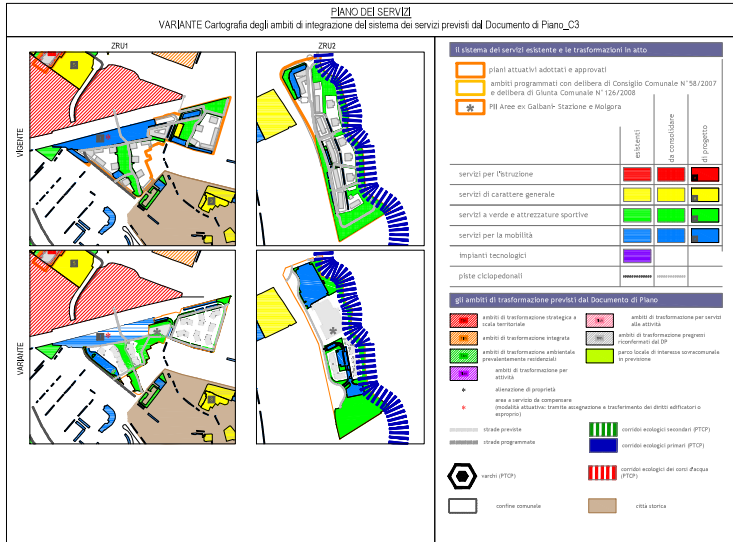 PIANO DEI SERVIZI
VARIANTE Cartografia degli ambiti di integrazione del sistema dei servizi previsti dal Documento di Piano_C3
ZRU1
ZRU2
VIGENTE
VARIANTE
il sistema dei servizi esistente e le trasformazioni in atto
piani attuativi adottati e approvati
ambiti programmati con delibera di Consiglio Comunale N°58/2007
e delibera di Giunta Comunale N°126/2008
PII Aree ex Galbani- Stazione e Molgora
esistenti
da consolidare
di progetto
servizi per l'istruzione
servizi di carattere generale
servizi a verde e attrezzature sportive
servizi per la mobilità
impianti tecnologici
piste ciclopedonali
gli ambiti di trasformazione previsti dal Documento di Piano
ambiti di trasformazione strategica a
scala territoriale
ambiti di trasformazione integrata
ambiti di trasformazione ambientale
prevalentemente residenziali
ambiti di trasformazione per
attività
ambiti di trasformazione per servizi
alle attività
ambiti di trasformazione pregressi
riconfermati dal DP
parco locale di interesse sovracomunale
in previsione
alienazione di proprietà
area a servizio da compensare
(modalità attuativa: tramite assegnazione e trasferimento dei diritti edificatori o
esproprio)
strade previste
strade programmate
corridoi ecologici secondari (PTCP)
corridoi ecologici primari (PTCP)
varchi (PTCP)
corridoi ecologici dei corsi d'acqua
(PTCP)
confine comunale
città storica